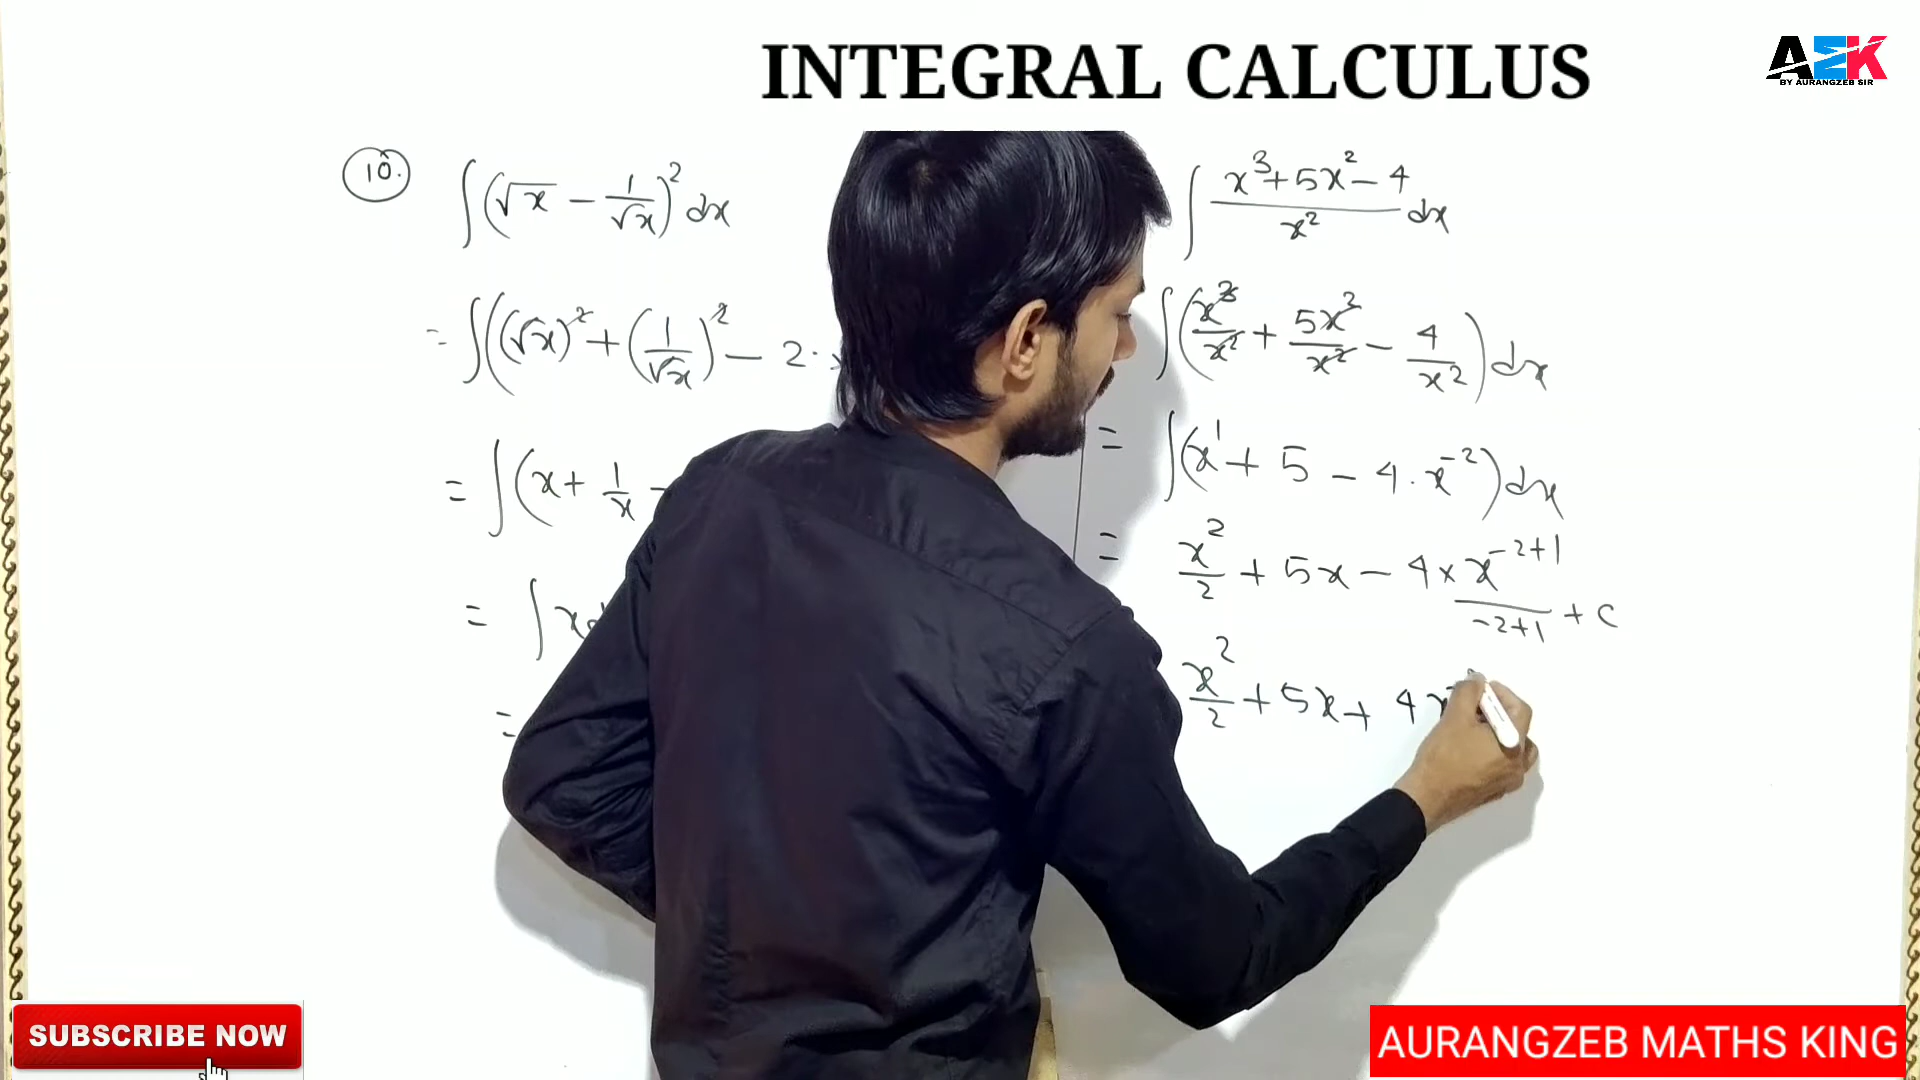 INTEGRAL CALCULUS
AEK
BY AURANGZEB SIR
10.
∫(√x − 1/√x)² dx
= ∫((√x)² + (1/√x)² − 2·
= ∫(x + 1/x −
= ∫ x
=
∫ (x³+5x²−4)/x² dx
∫(x³/x² + 5x²/x² − 4/x²) dx
= ∫(x¹ + 5 − 4·x⁻²) dx
= x²/2 + 5x − 4 × x⁻²⁺¹/−2+1 + c
x²/2 + 5x + 4x
SUBSCRIBE NOW
AURANGZEB MATHS KING